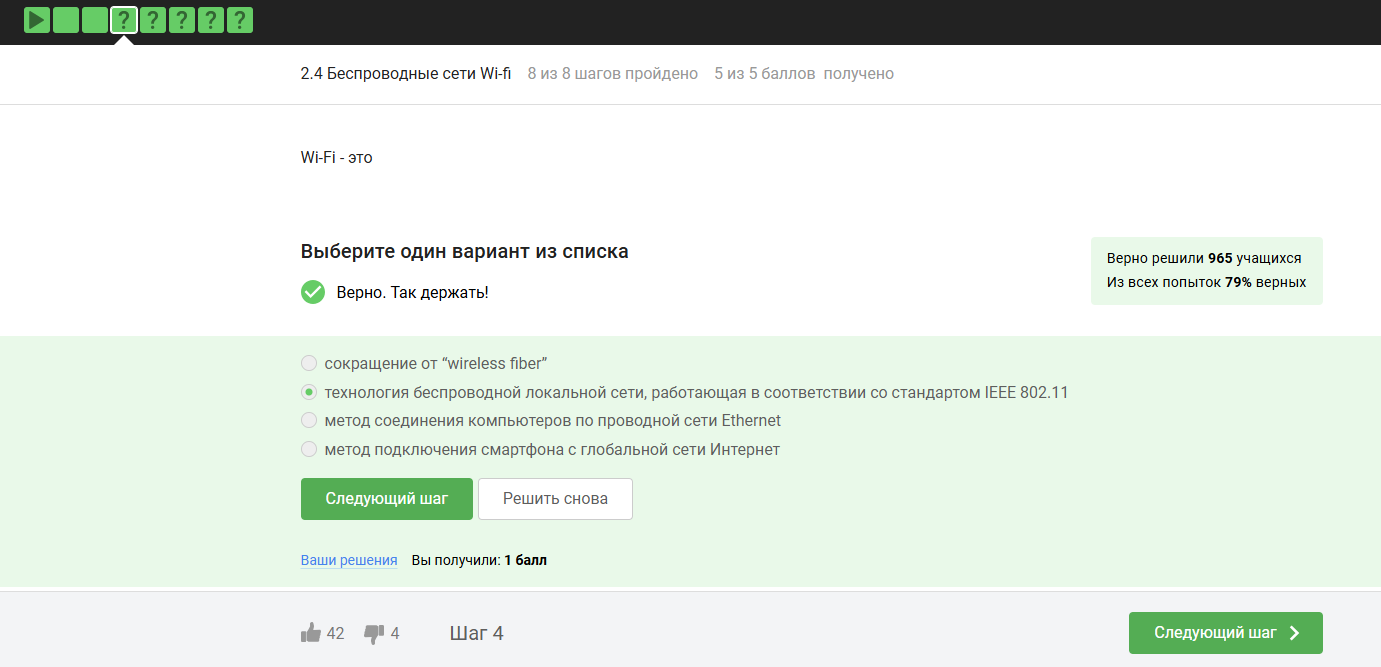 ? ? ? ? ?
2.4 Беспроводные сети Wi-fi 8 из 8 шагов пройдено 5 из 5 баллов получено
Wi-Fi - это
Выберите один вариант из списка
Верно. Так держать!
Верно решили 965 учащихся
Из всех попыток 79% верных
сокращение от “wireless fiber”
технология беспроводной локальной сети, работающая в соответствии со стандартом IEEE 802.11
метод соединения компьютеров по проводной сети Ethernet
метод подключения смартфона с глобальной сети Интернет
Следующий шаг Решить снова
Ваши решения Вы получили: 1 балл
42 4 Шаг 4 Следующий шаг